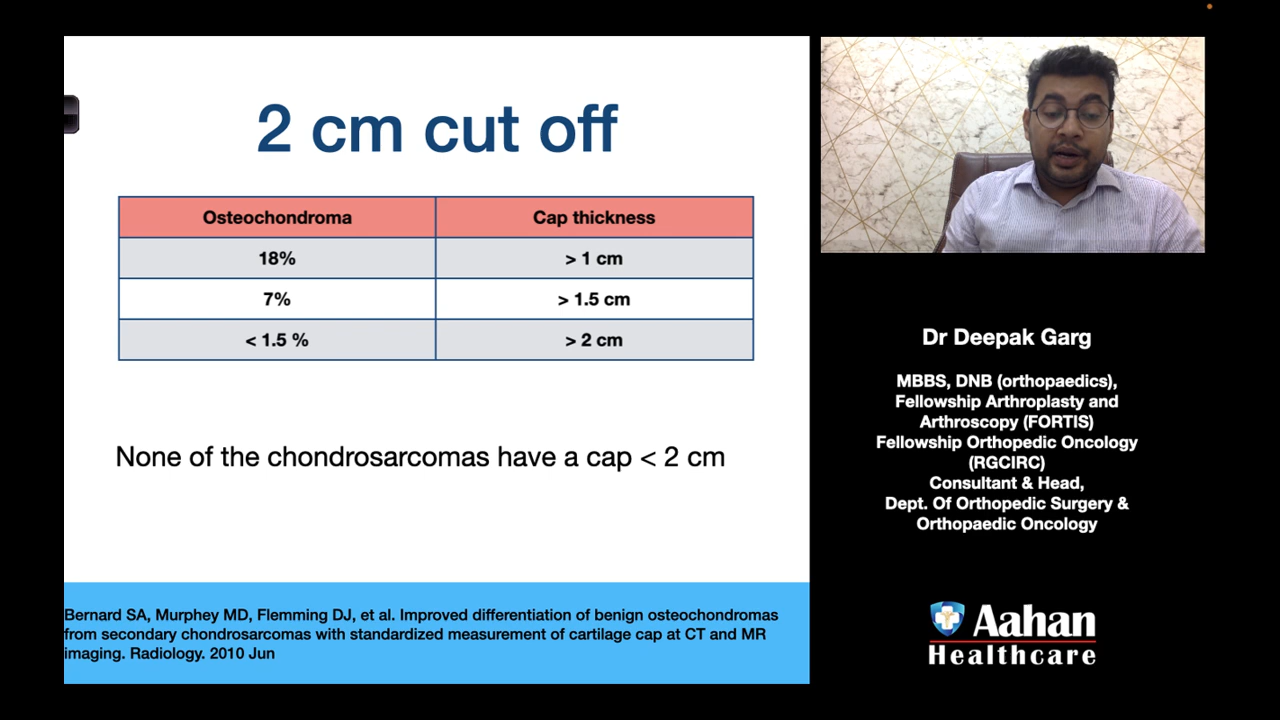 2 cm cut off
Osteochondroma Cap thickness
18% > 1 cm
7% > 1.5 cm
< 1.5 % > 2 cm
None of the chondrosarcomas have a cap < 2 cm
Bernard SA, Murphey MD, Flemming DJ, et al. Improved differentiation of benign osteochondromas
from secondary chondrosarcomas with standardized measurement of cartilage cap at CT and MR
imaging. Radiology. 2010 Jun
Dr Deepak Garg
MBBS, DNB (orthopaedics),
Fellowship Arthroplasty and
Arthroscopy (FORTIS)
Fellowship Orthopedic Oncology
(RGCIRC)
Consultant & Head,
Dept. Of Orthopedic Surgery &
Orthopaedic Oncology
Aahan
Healthcare